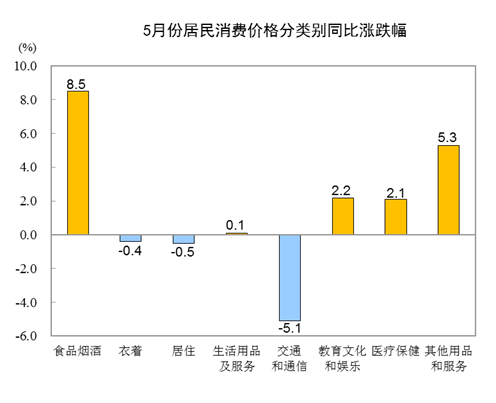 5月份居民消费价格分类别同比涨跌幅
(%)
10.0
8.0
6.0
4.0
2.0
0.0
-2.0
-4.0
-6.0
8.5
-0.4
-0.5
0.1
-5.1
2.2
2.1
5.3
食品烟酒
衣着
居住
生活用品
及服务
交通
和通信
教育文化
和娱乐
医疗保健
其他用品
和服务